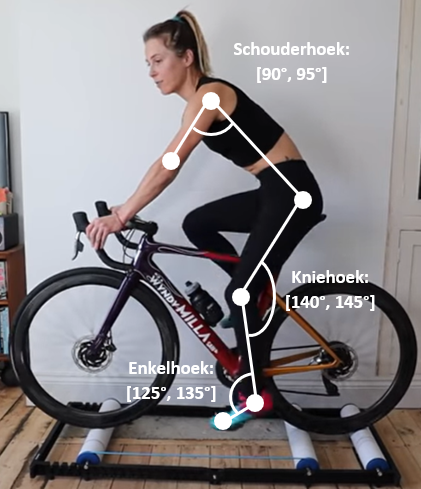 Schouderhoek:
[90°, 95°]
Kniehoek:
[140°, 145°]
Enkelhoek:
[125°, 135°]
WYNDYMILLA